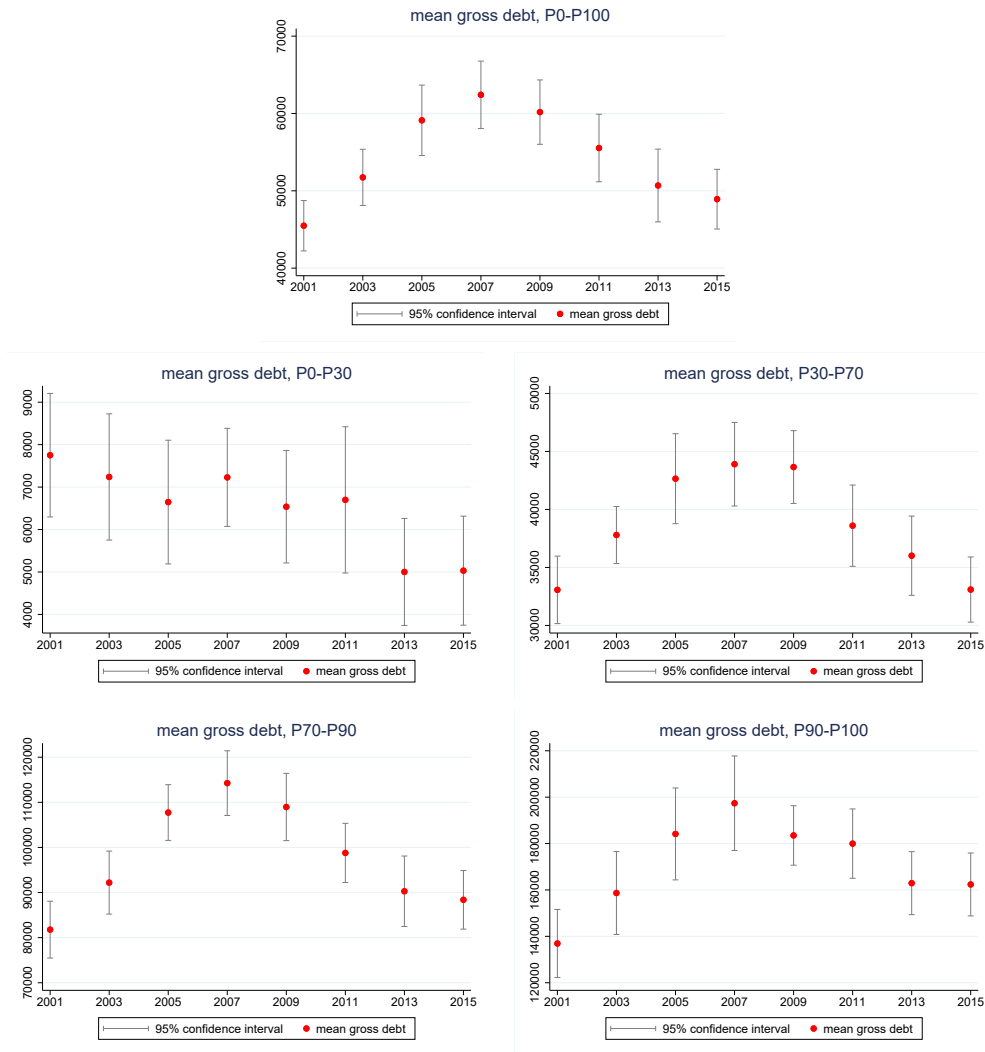 mean gross debt, P0-P100
70000
60000
50000
40000
2001 2003 2005 2007 2009 2011 2013 2015
95% confidence interval mean gross debt
mean gross debt, P0-P30
9000
8000
7000
6000
5000
4000
2001 2003 2005 2007 2009 2011 2013 2015
95% confidence interval mean gross debt
mean gross debt, P30-P70
50000
45000
40000
35000
30000
2001 2003 2005 2007 2009 2011 2013 2015
95% confidence interval mean gross debt
mean gross debt, P70-P90
120000
110000
100000
90000
80000
70000
2001 2003 2005 2007 2009 2011 2013 2015
95% confidence interval mean gross debt
mean gross debt, P90-P100
220000
200000
180000
160000
140000
120000
2001 2003 2005 2007 2009 2011 2013 2015
95% confidence interval mean gross debt